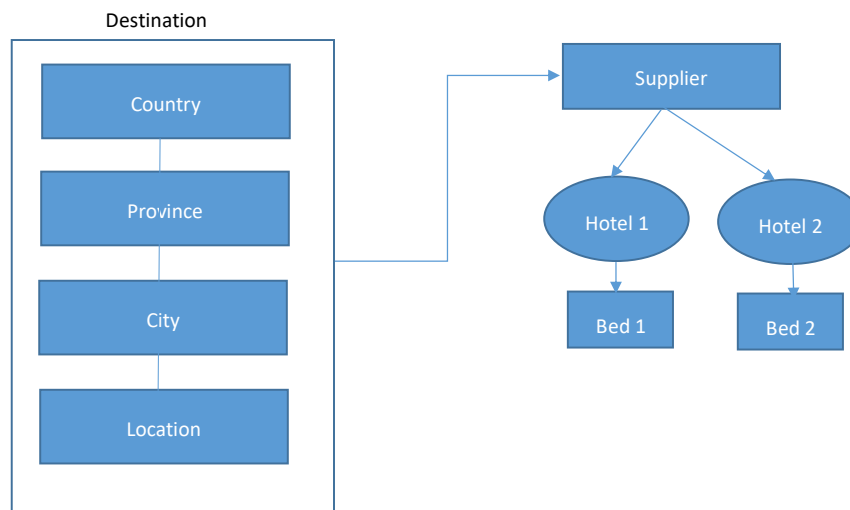 Destination
Country
Province
City
Location
Supplier
Hotel 1
Hotel 2
Bed 1
Bed 2